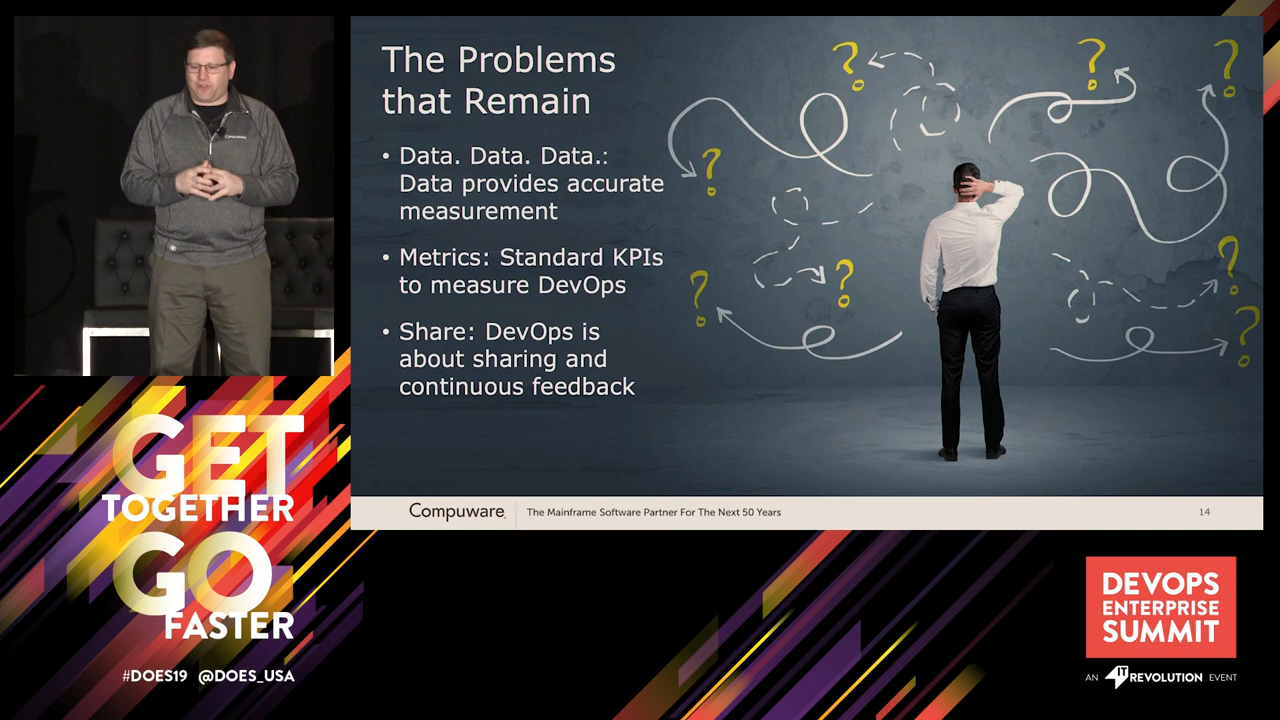 The Problems
that Remain
• Data. Data. Data.:
Data provides accurate
measurement
• Metrics: Standard KPIs
to measure DevOps
• Share: DevOps is
about sharing and
continuous feedback
Compuware
The Mainframe Software Partner For The Next 50 Years
14
Compuware
GET
TOGETHER
GO
FASTER
#DOES19 @DOES_USA
DEVOPS
ENTERPRISE
SUMMIT
AN IT REVOLUTION EVENT